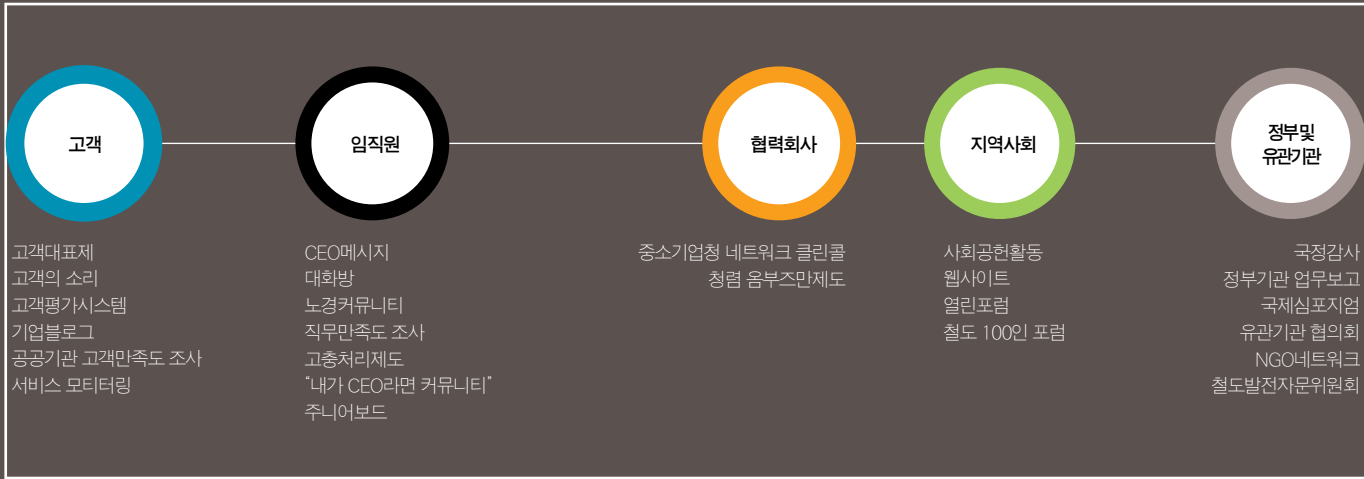 고객
고객대표제
고객의 소리
고객평가시스템
기업블로그
공공기관 고객만족도 조사
서비스 모티터링
임직원
CEO메시지
대화방
노경커뮤니티
직무만족도 조사
고충처리제도
“내가 CEO라면 커뮤니티”
주니어보드
협력회사
중소기업청 네트워크 클린콜
청렴 옴부즈만제도
지역사회
사회공헌활동
웹사이트
열린포럼
철도 100인 포럼
정부및
유관기관
국정감사
정부기관 업무보고
국제심포지엄
유관기관 협의회
NGO네트워크
철도발전자문위원회